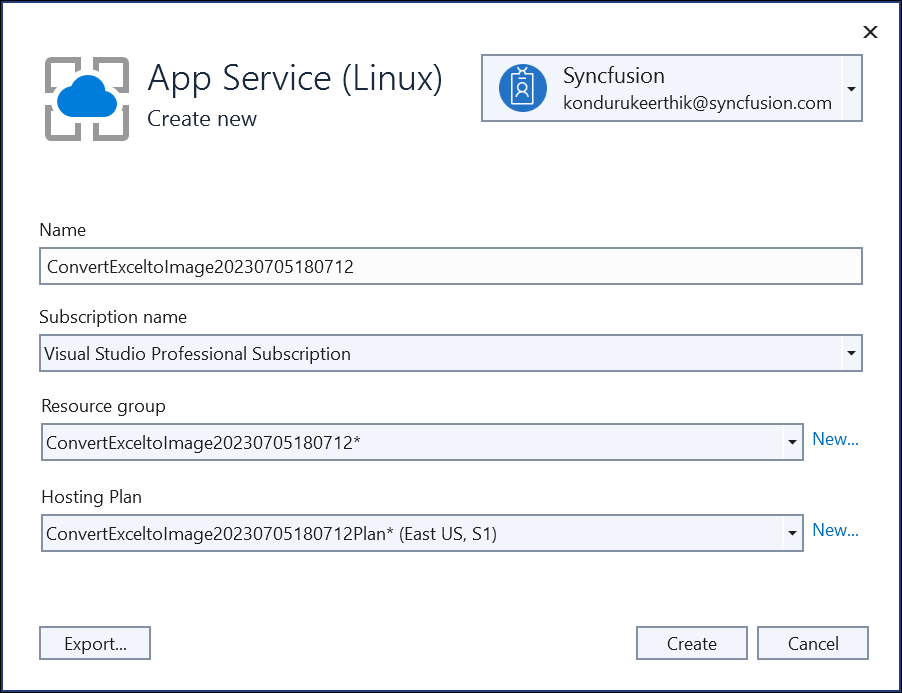 App Service (Linux)
Create new
Syncfusion
kondurukeerthik@syncfusion.com
Name
ConvertExceltoImage20230705180712
Subscription name
Visual Studio Professional Subscription
Resource group
ConvertExceltoImage20230705180712*
New...
Hosting Plan
ConvertExceltoImage20230705180712Plan* (East US, S1)
New...
Export...
Create
Cancel